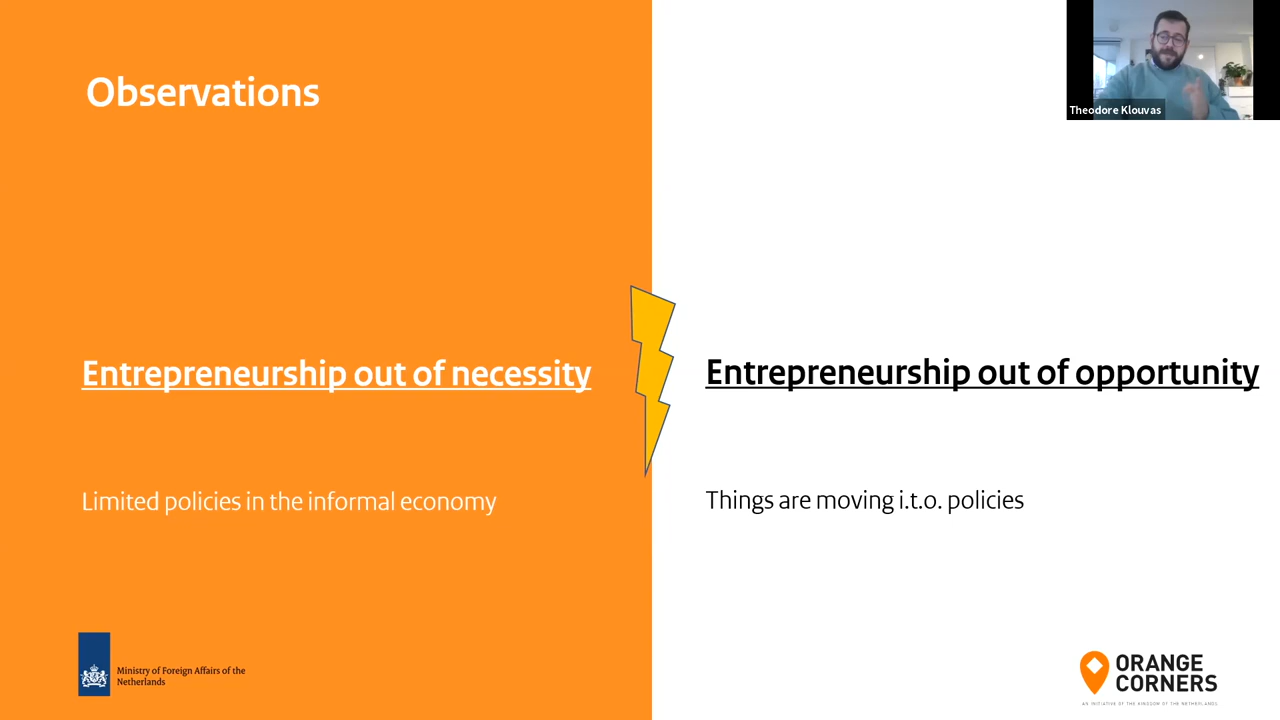 Observations
Theodore Klouvas
Entrepreneurship out of necessity
Entrepreneurship out of opportunity
Limited policies in the informal economy
Things are moving i.t.o. policies
Ministry of Foreign Affairs of the
Netherlands
ORANGE
CORNERS
AN INITIATIVE OF THE KINGDOM OF THE NETHERLANDS